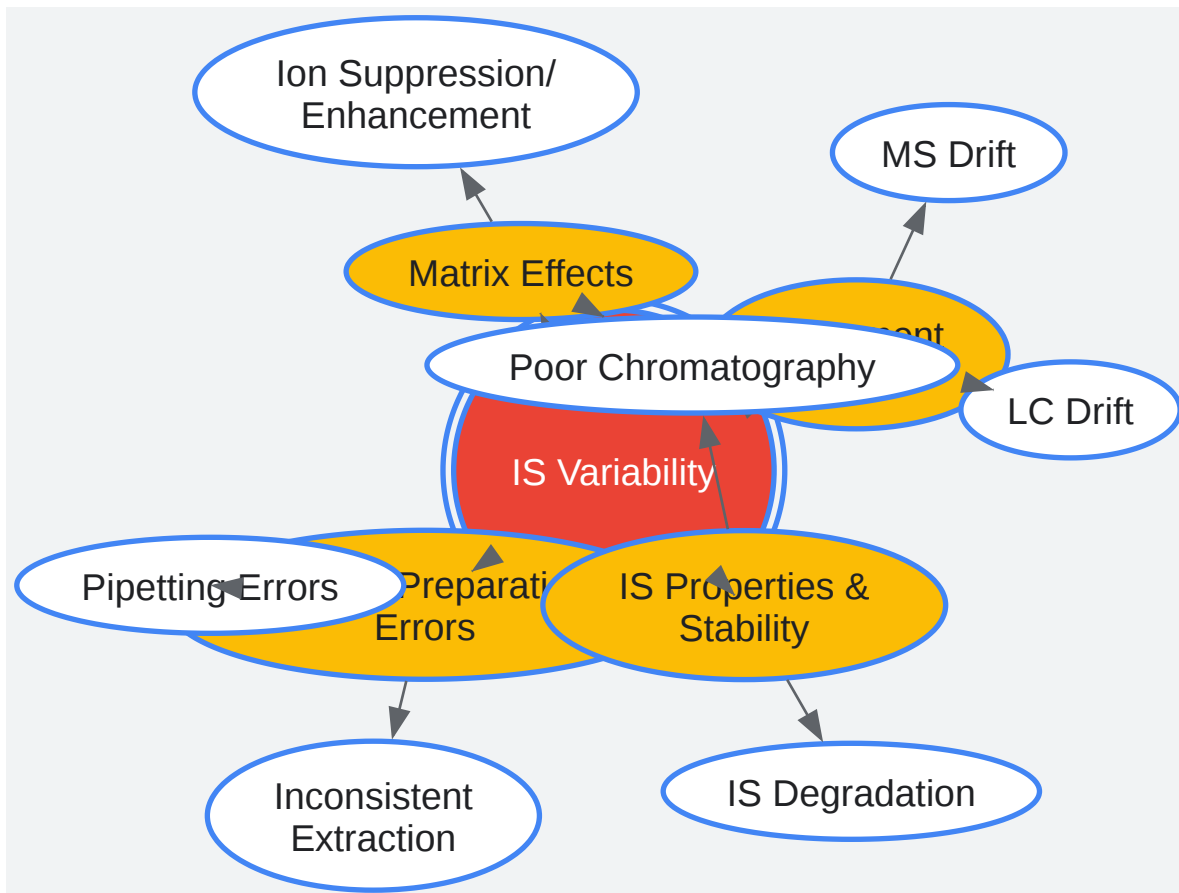 Ion Suppression/
Enhancement
MS Drift
Matrix Effects
Poor Chromatography
LC Drift
IS Variability
Pipetting Errors
Errors
IS Properties &
Stability
Inconsistent
Extraction
IS Degradation